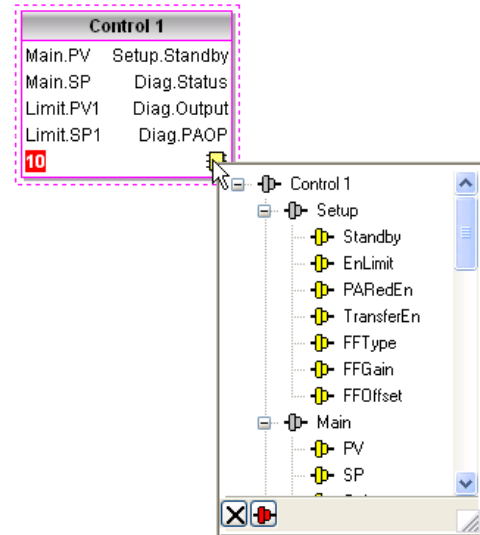 Control 1
Main.PV Setup.Standby
Main.SP Diag.Status
Limit.PV1 Diag.Output
Limit.SP1 Diag.PAOP
10
Control 1
Setup
Standby
EnLimit
PARedEn
TransferEn
FFType
FFGain
FFOffset
Main
PV
SP